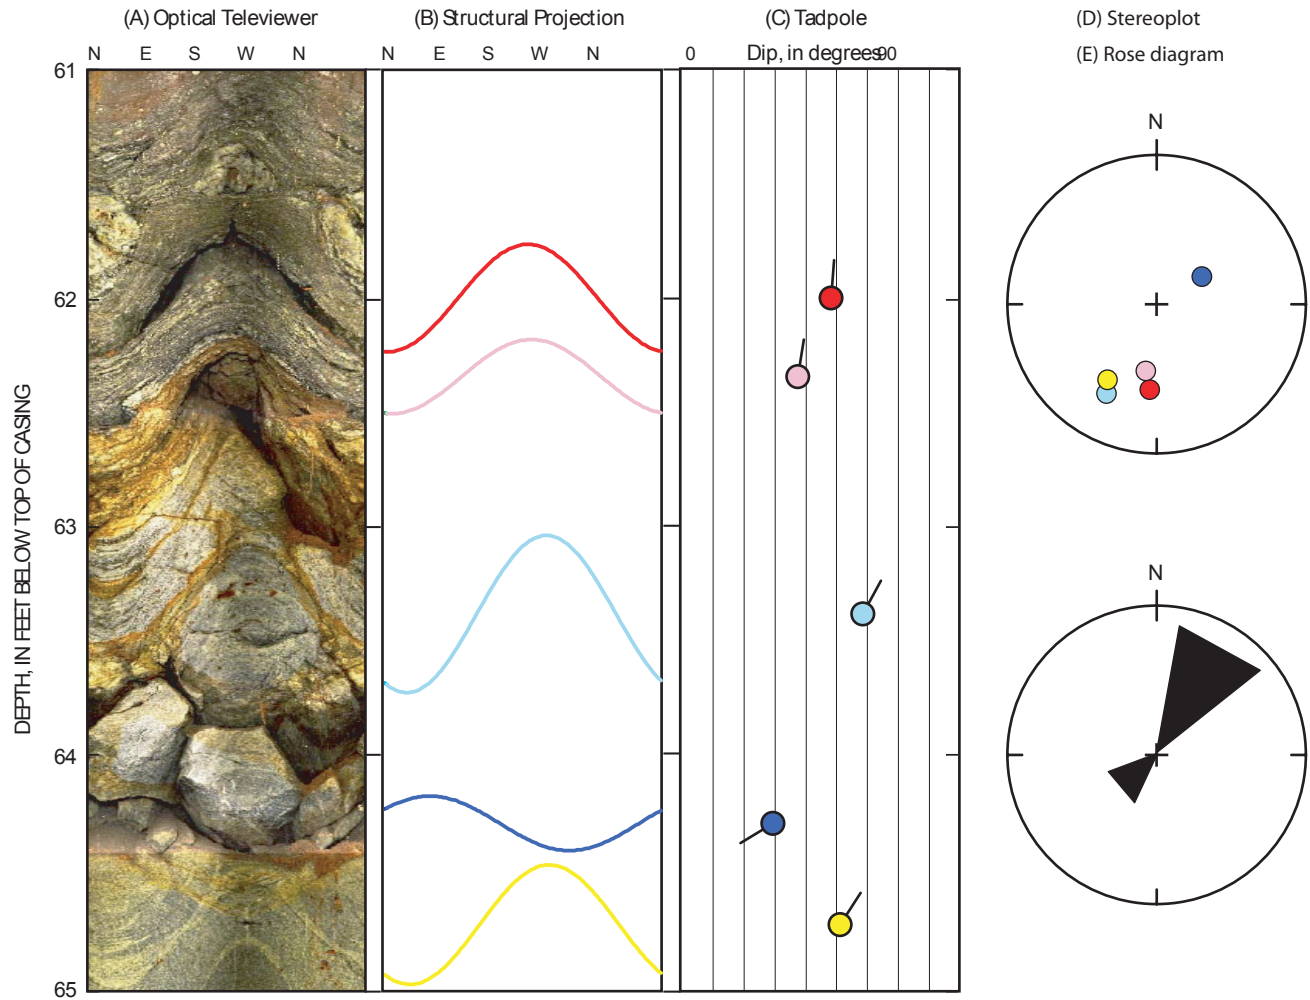 (A) Optical Televiewer
(B) Structural Projection
(C) Tadpole
(D) Stereoplot
N E S W N
N E S W N
0 Dip, in degrees 90
(E) Rose diagram
61
62
63
64
65
DEPTH, IN FEET BELOW TOP OF CASING
N
N